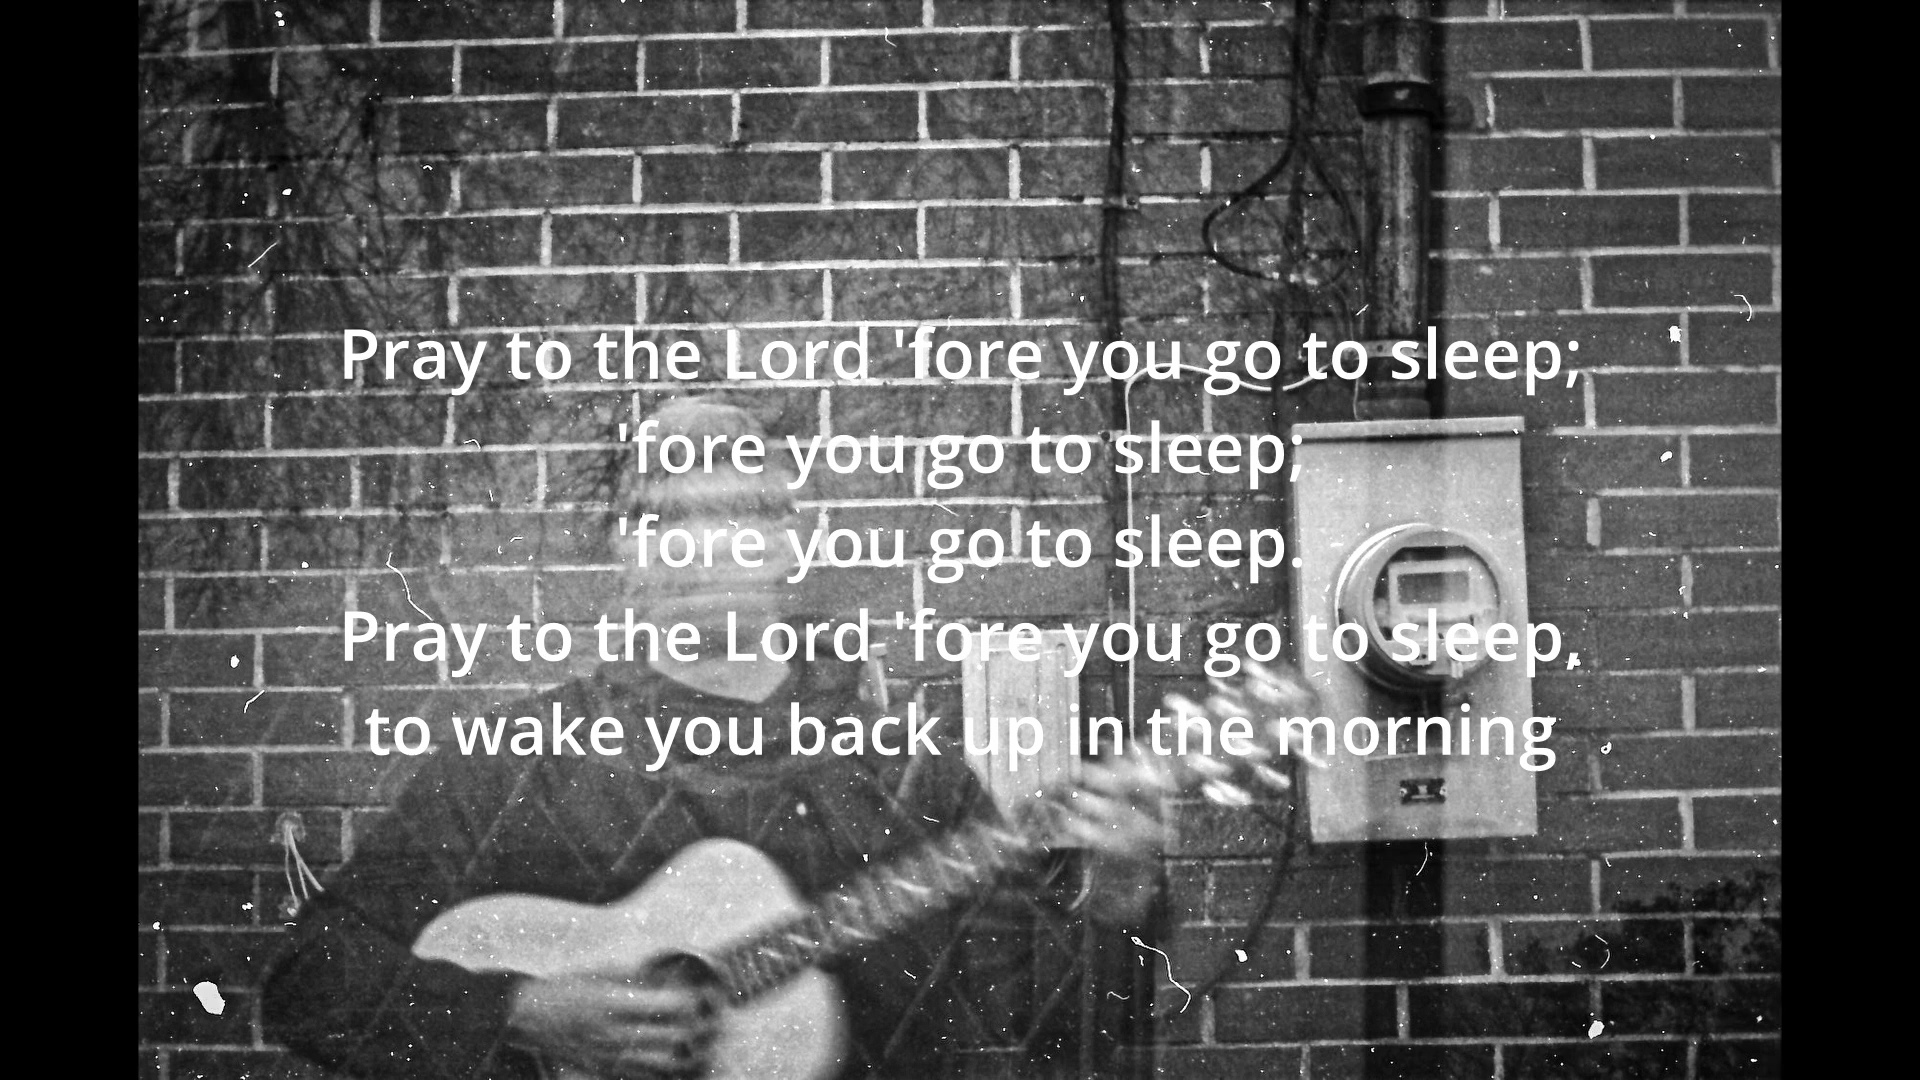 Pray to the Lord 'fore you go to sleep;
'fore you go to sleep;
'fore you go to sleep.
Pray to the Lord 'fore you go to sleep,
to wake you back up in the morning